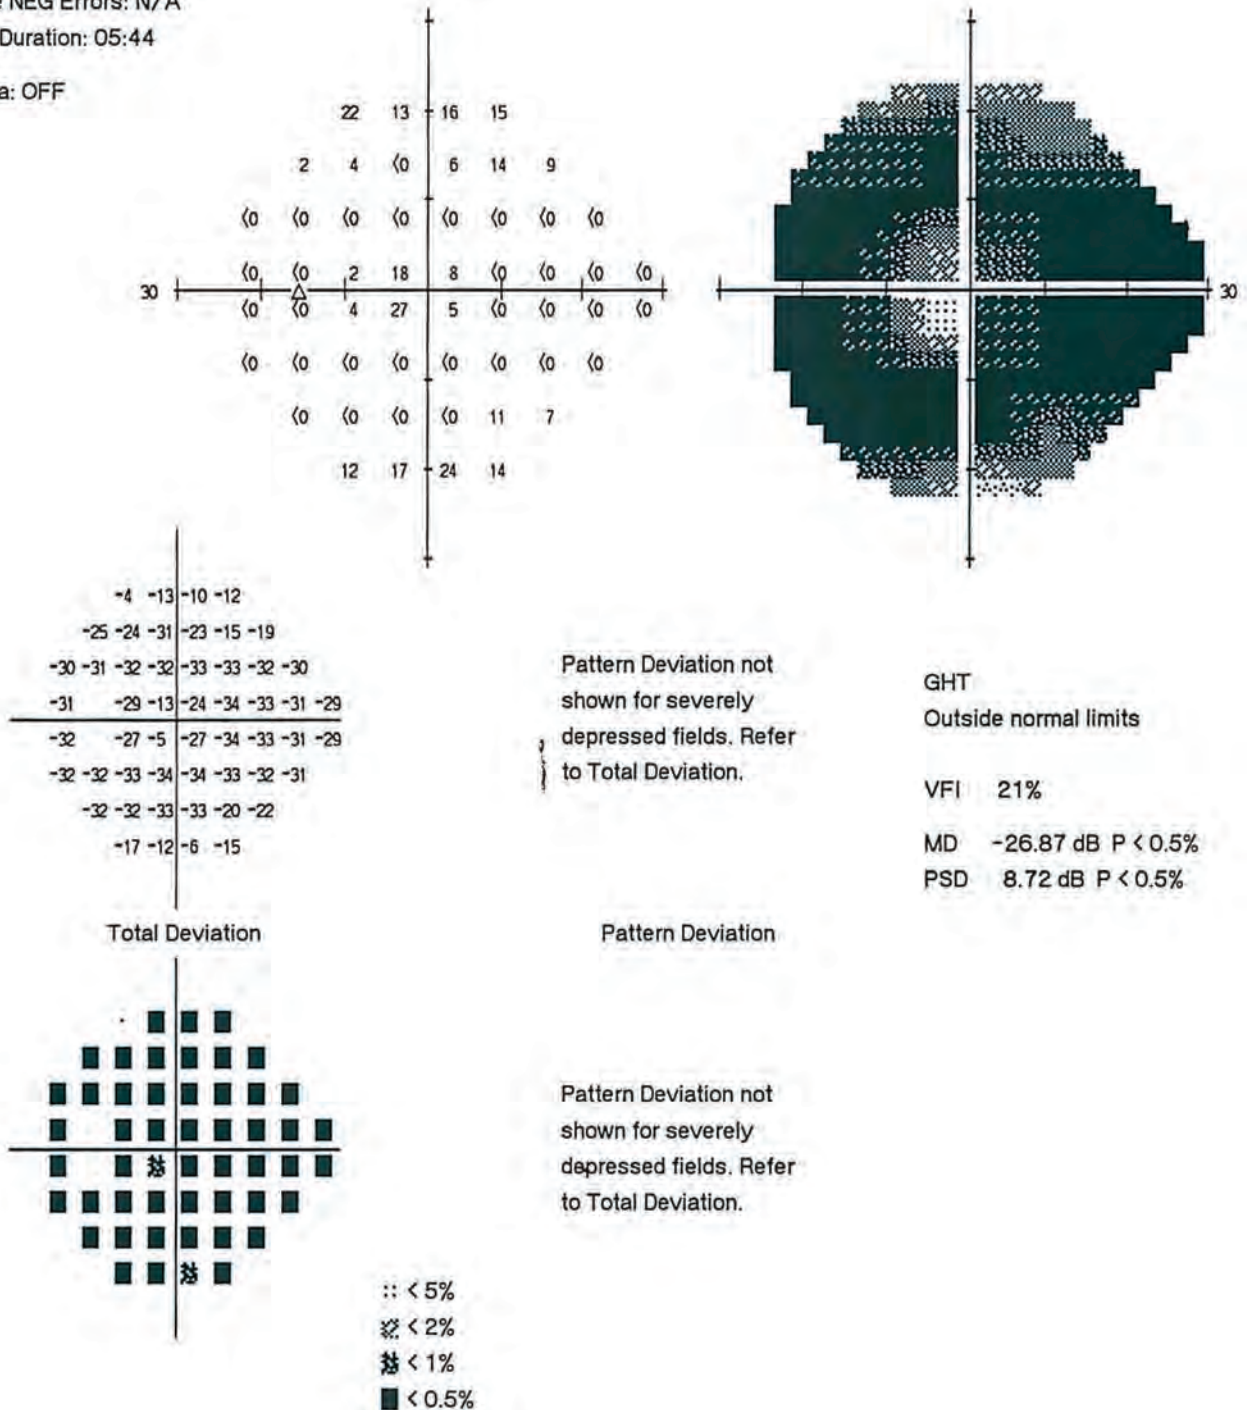 NEG Errors: N/A
Duration: 05:44
a: OFF
22 13 16 15
2 4 <0 6 14 9
<0 <0 <0 <0 <0 <0 <0 <0
<0 <0 2 18 8 <0 <0 <0 <0
30 30
<0 <0 4 27 5 <0 <0 <0 <0
<0 <0 <0 <0 <0 <0 <0 <0
<0 <0 <0 <0 11 7
12 17 24 14
-4 -13 -10 -12
-25 -24 -31 -23 -15 -19
-30 -31 -32 -32 -33 -33 -32 -30
-31 -29 -13 -24 -34 -33 -31 -29
-32 -27 -5 -27 -34 -33 -31 -29
-32 -32 -33 -34 -34 -33 -32 -31
-32 -32 -33 -33 -20 -22
-17 -12 -6 -15
Total Deviation
Pattern Deviation not
shown for severely
depressed fields. Refer
to Total Deviation.
Pattern Deviation
GHT
Outside normal limits
VFI 21%
MD -26.87 dB P < 0.5%
PSD 8.72 dB P < 0.5%
Pattern Deviation not
shown for severely
depressed fields. Refer
to Total Deviation.
< 5%
< 2%
< 1%
< 0.5%